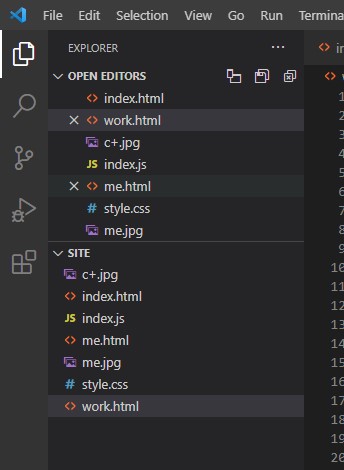 File Edit Selection View Go Run Terminal
EXPLORER ...
OPEN EDITORS
<> index.html
<> work.html
c+.jpg
JS index.js
<> me.html
# style.css
me.jpg
SITE
c+.jpg
<> index.html
JS index.js
<> me.html
me.jpg
# style.css
<> work.html
1
2
3
4
5
6
7
8
9
10
11
12
13
14
15
16
17
18
19
20